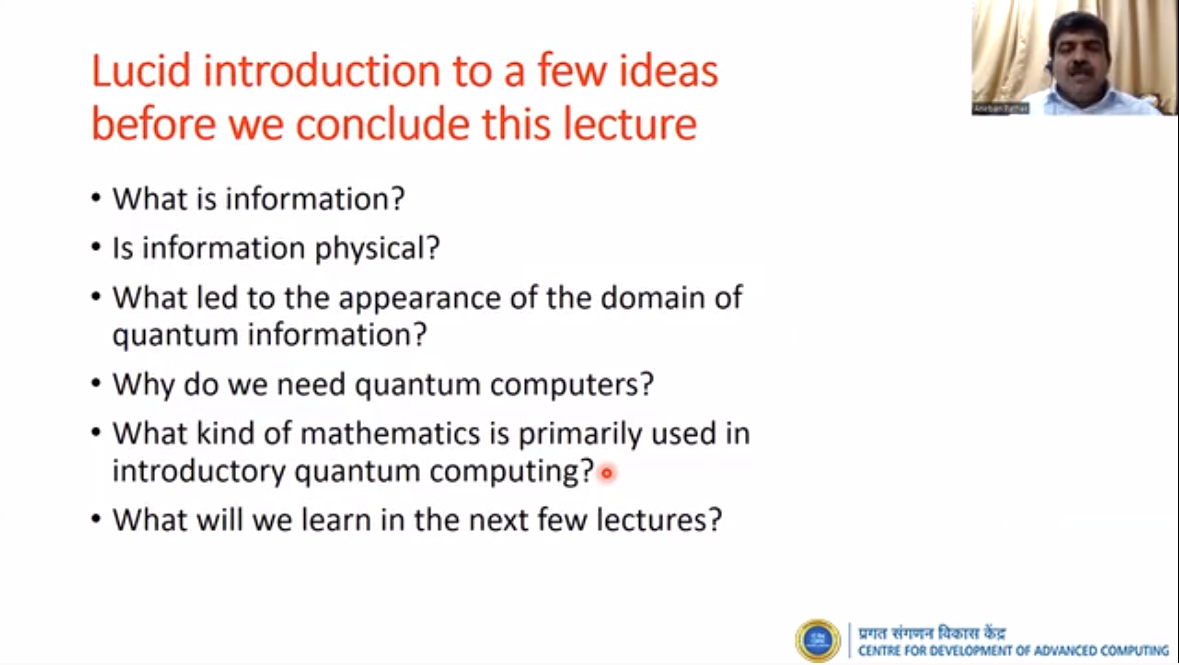 Lucid introduction to a few ideas
before we conclude this lecture
• What is information?
• Is information physical?
• What led to the appearance of the domain of
quantum information?
• Why do we need quantum computers?
• What kind of mathematics is primarily used in
introductory quantum computing?
• What will we learn in the next few lectures?
प्रगत संगणन विकास केंद्र
CENTRE FOR DEVELOPMENT OF ADVANCED COMPUTING